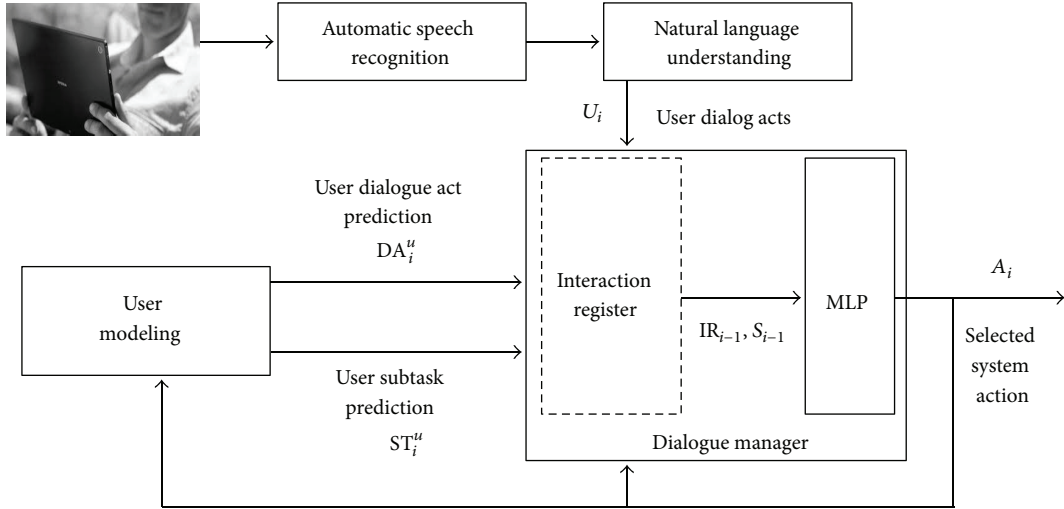 Automatic speech
recognition
Natural language
understanding
U_i
User dialog acts
User dialogue act
prediction
DA_i^u
User
modeling
User subtask
prediction
ST_i^u
Interaction
register
IR_{i−1}, S_{i−1}
MLP
Dialogue manager
A_i
Selected
system
action